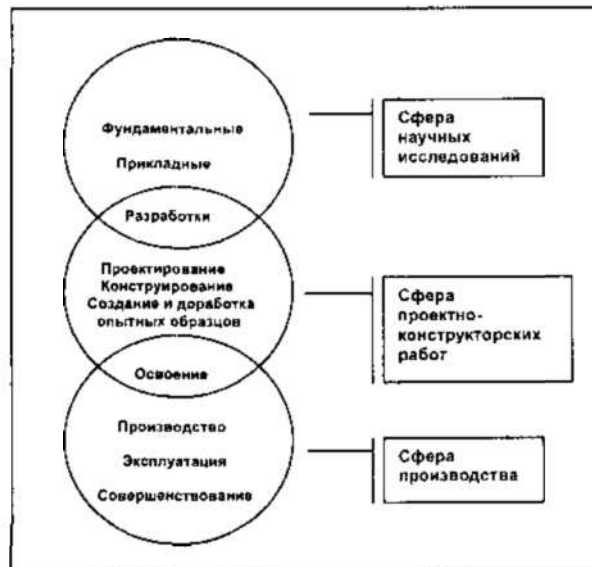 Фундаментальные
Прикладные
Разработки
Проектирование
Конструирование
Создание и доработка
опытных образцов
Освоение
Производство
Эксплуатация
Совершенствование
Сфера
научных
исследований
Сфера
проектно-
конструкторских
работ
Сфера
производства